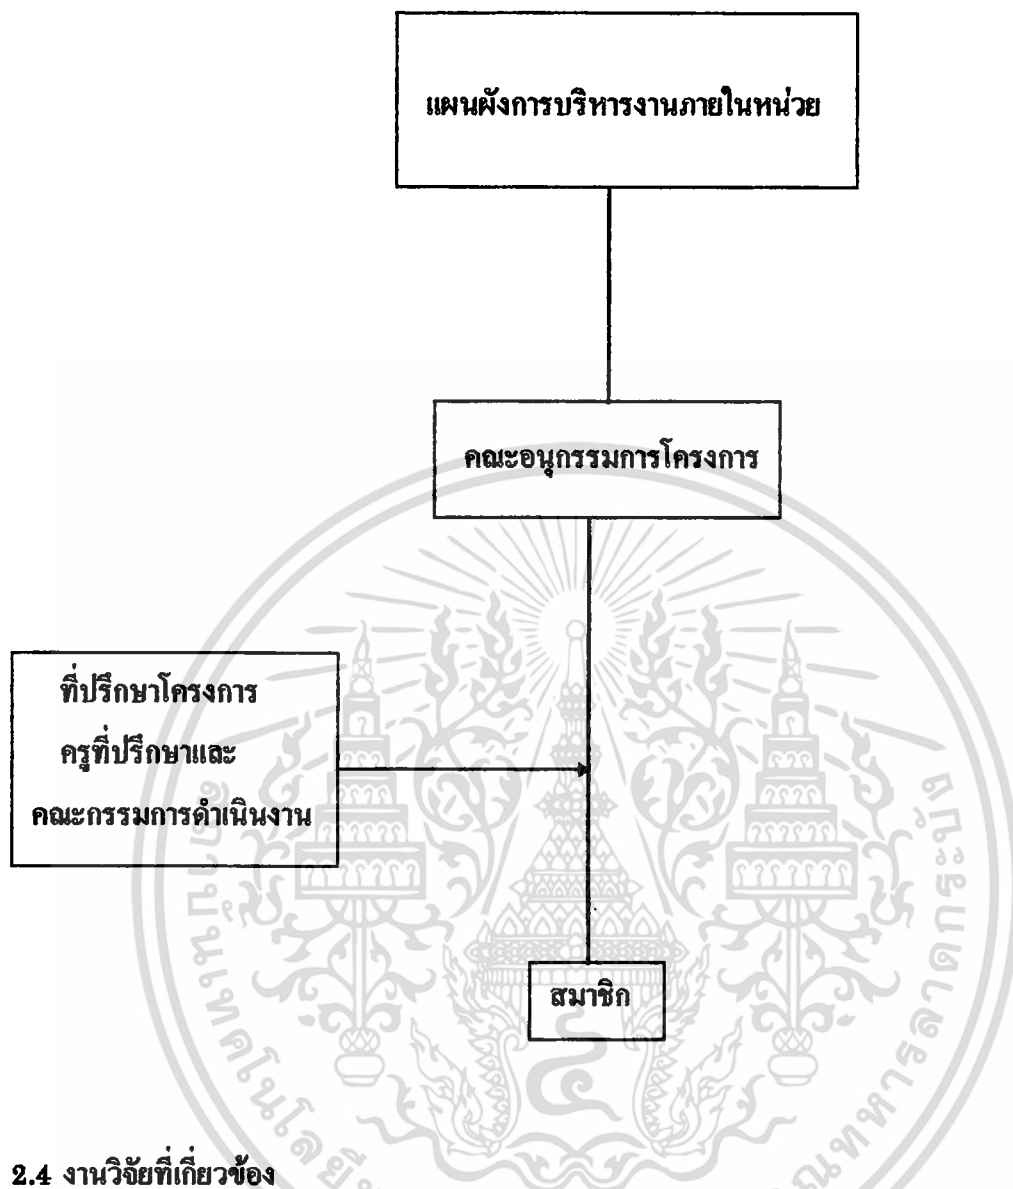 แผนผังการบริหารงานภายในหน่วย
คณะอนุกรรมการโครงการ
ที่ปรึกษาโครงการ
ครูที่ปรึกษาและ
คณะกรรมการดำเนินงาน
สมาชิก
2.4 งานวิจัยที่เกี่ยวข้อง